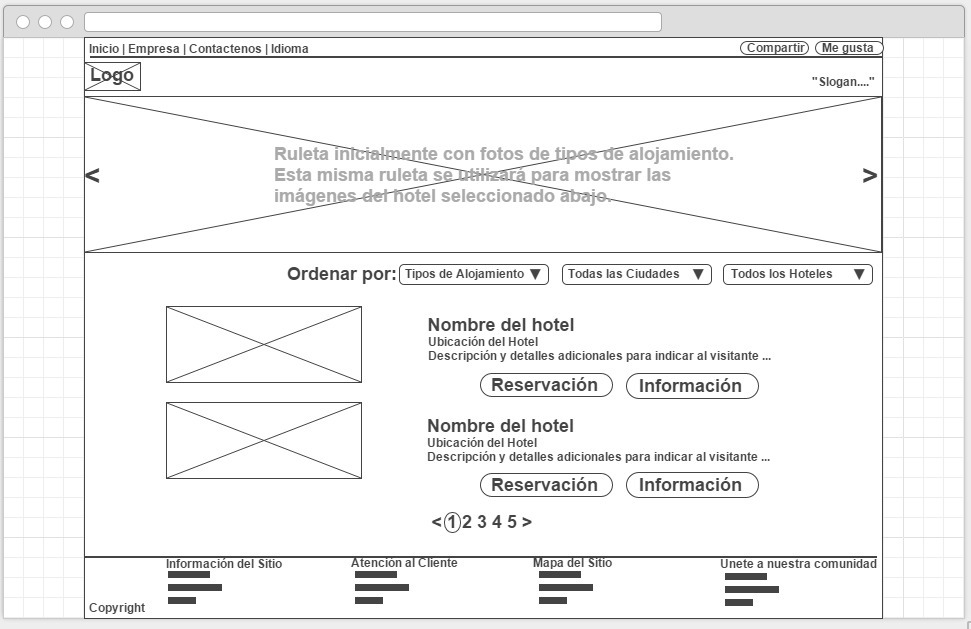 Inicio | Empresa | Contactenos | Idioma
Compartir
Me gusta
Logo
"Slogan...."
Ruleta inicialmente con fotos de tipos de alojamiento.
Esta misma ruleta se utilizará para mostrar las
imágenes del hotel seleccionado abajo.
<
>
Ordenar por:
Tipos de Alojamiento ▼
Todas las Ciudades ▼
Todos los Hoteles ▼
Nombre del hotel
Ubicación del Hotel
Descripción y detalles adicionales para indicar al visitante ...
Reservación
Información
Nombre del hotel
Ubicación del Hotel
Descripción y detalles adicionales para indicar al visitante ...
Reservación
Información
< 1 2 3 4 5 >
Información del Sitio
Atención al Cliente
Mapa del Sitio
Unete a nuestra comunidad
Copyright